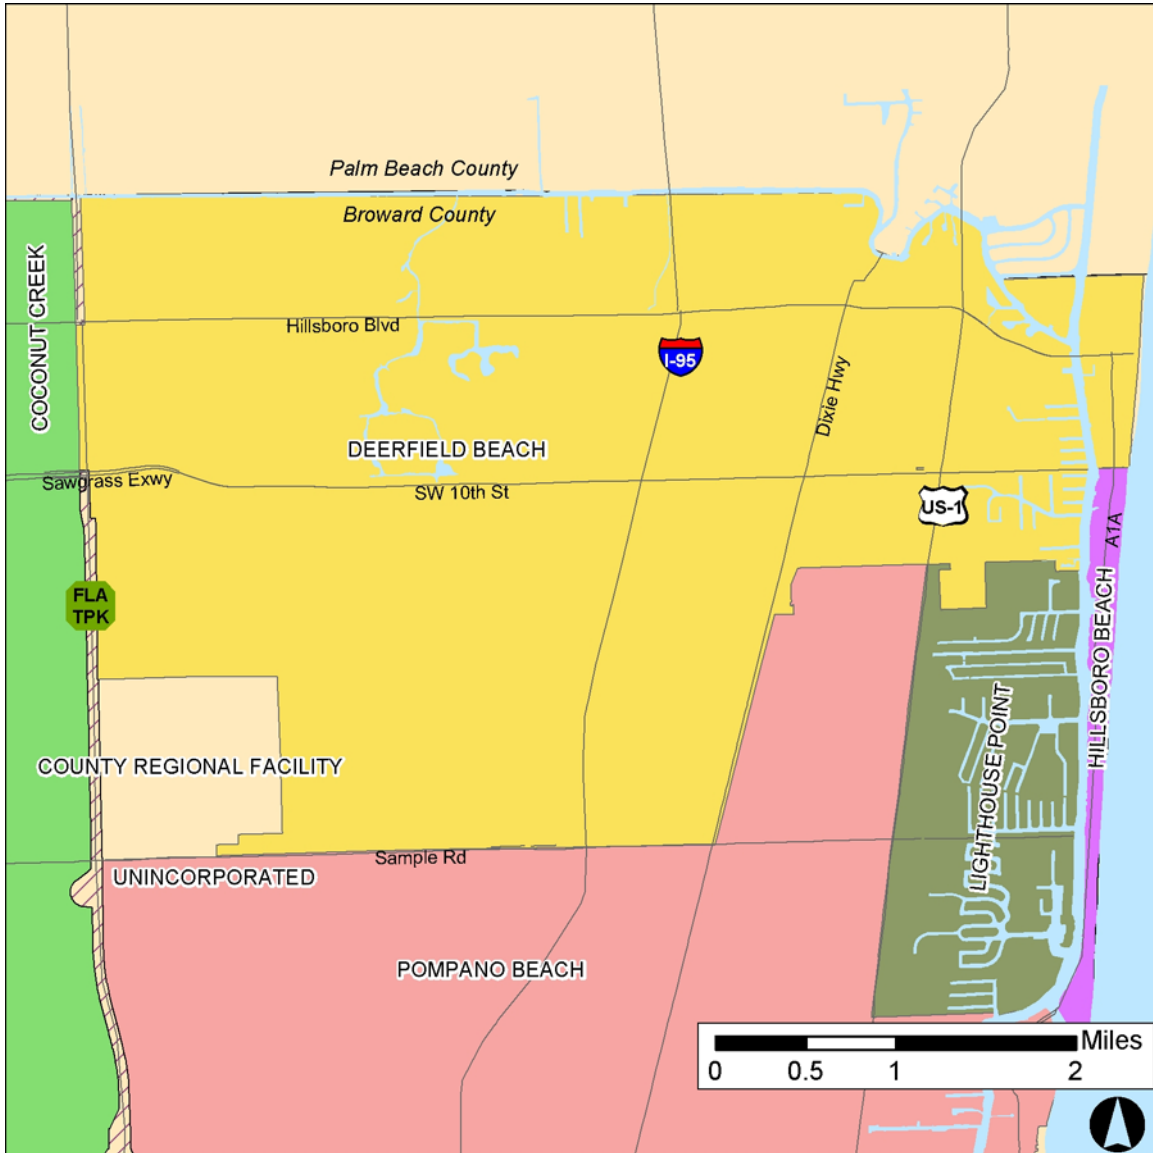 Palm Beach County
Broward County
COCONUT CREEK
Hillsboro Blvd
I-95
Dixie Hwy
DEERFIELD BEACH
Sawgrass Exwy
SW 10th St
US-1
A1A
FLA
TPK
HILLSBORO BEACH
LIGHTHOUSE POINT
COUNTY REGIONAL FACILITY
Sample Rd
UNINCORPORATED
POMPANO BEACH
Miles
0 0.5 1 2